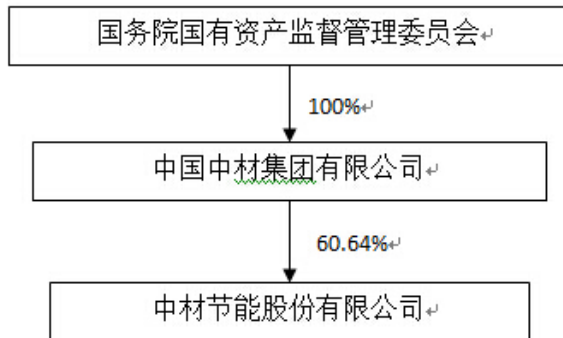 国务院国有资产监督管理委员会
100%
中国中材集团有限公司
60.64%
中材节能股份有限公司